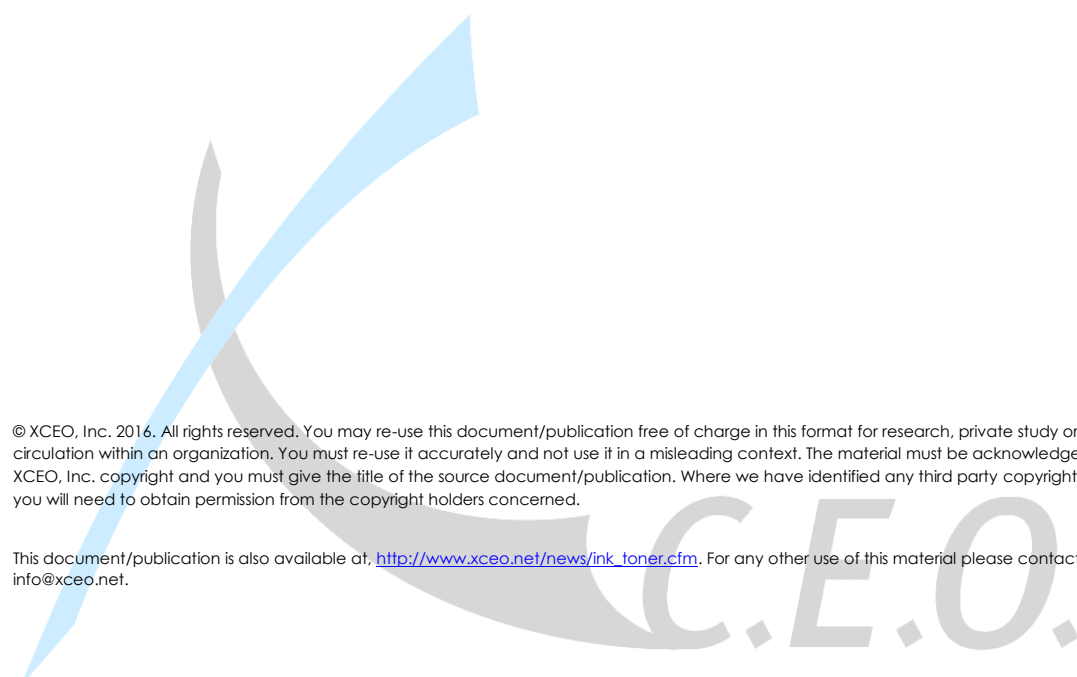 © XCEO, Inc. 2016. All rights reserved. You may re-use this document/publication free of charge in this format for research, private study or
circulation within an organization. You must re-use it accurately and not use it in a misleading context. The material must be acknowledge
XCEO, Inc. copyright and you must give the title of the source document/publication. Where we have identified any third party copyright
you will need to obtain permission from the copyright holders concerned.
This document/publication is also available at, http://www.xceo.net/news/ink_toner.cfm. For any other use of this material please contact
info@xceo.net.
C.E.O.